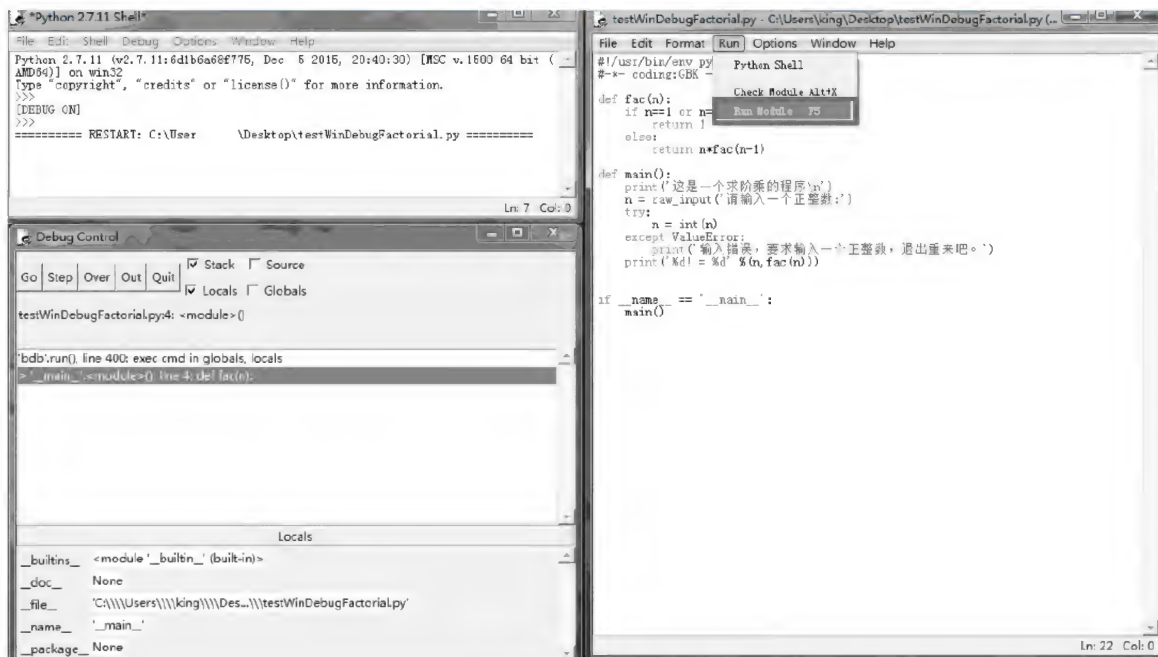 *Python 2.7.11 Shell*
File Edit Shell Debug Options Window Help
Python 2.7.11 (v2.7.11:6d1b6a68f775, Dec 5 2015, 20:40:30) [MSC v.1500 64 bit (
AMD64)] on win32
Type "copyright", "credits" or "license()" for more information.
>>>
[DEBUG ON]
>>>
========== RESTART: C:\User \Desktop\testWinDebugFactorial.py ==========
Ln: 7 Col: 0
Debug Control
Go Step Over Out Quit
Stack Source
Locals Globals
testWinDebugFactorial.py:4: <module>()
'bdb'.run(), line 400: exec cmd in globals, locals
> '__main__'.<module>(), line 4: def fac(n):
Locals
__builtins__ <module '__builtin__' (built-in)>
__doc__ None
__file__ 'C:\\\\Users\\\\king\\\\Des...\\\testWinDebugFactorial.py'
__name__ '__main__'
__package__ None
testWinDebugFactorial.py - C:\Users\king\Desktop\testWinDebugFactorial.py (...
File Edit Format Run Options Window Help
Python Shell
Check Module Alt+X
Run Module F5
#!/usr/bin/env py
#-*- coding:GBK -
def fac(n):
if n==1 or n=
return 1
else:
return n*fac(n-1)
def main():
print('这是一个求阶乘的程序\n')
n = raw_input('请输入一个正整数:')
try:
n = int(n)
except ValueError:
print('输入错误，要求输入一个正整数，退出重来吧。')
print('%d! = %d' %(n,fac(n)))
if __name__ == '__main__':
main()
Ln: 22 Col: 0